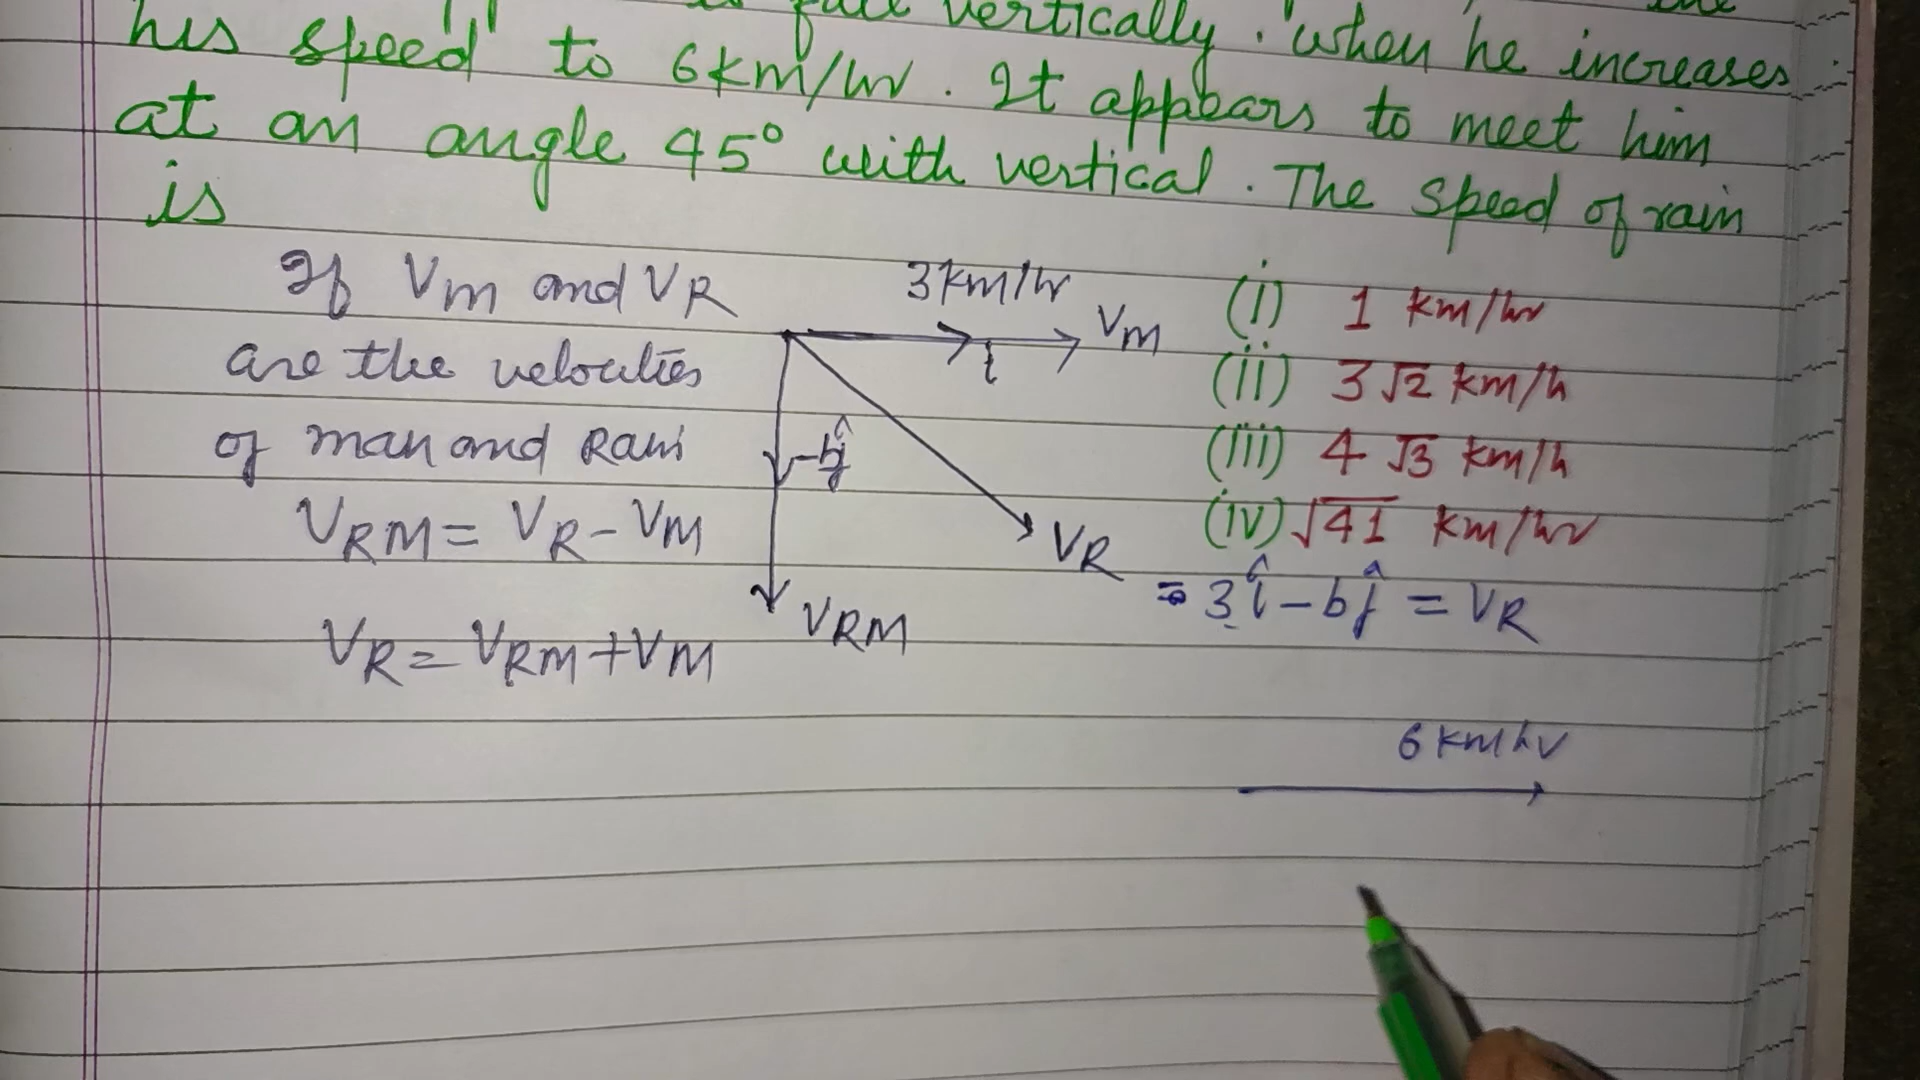 fall vertically. when he increases
his speed to 6km/hr. It appears to meet him
at an angle 45° with vertical. The speed of rain
is
If Vm and VR
are the velocities
of man and Rain
VRM = VR - VM
VR = VRM + VM
3km/hr
Vm
î
-bĵ
VR
VRM
(i) 1 km/hr
(ii) 3√2 km/h
(iii) 4√3 km/h
(iv) √41 km/hr
= 3î - bĵ = VR
6 km/hr